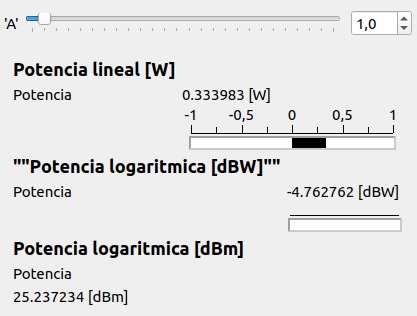 'A' 1,0
Potencia lineal [W]
Potencia 0.333983 [W]
-1 -0,5 0 0,5 1
""Potencia logaritmica [dBW]""
Potencia -4.762762 [dBW]
Potencia logaritmica [dBm]
Potencia
25.237234 [dBm]